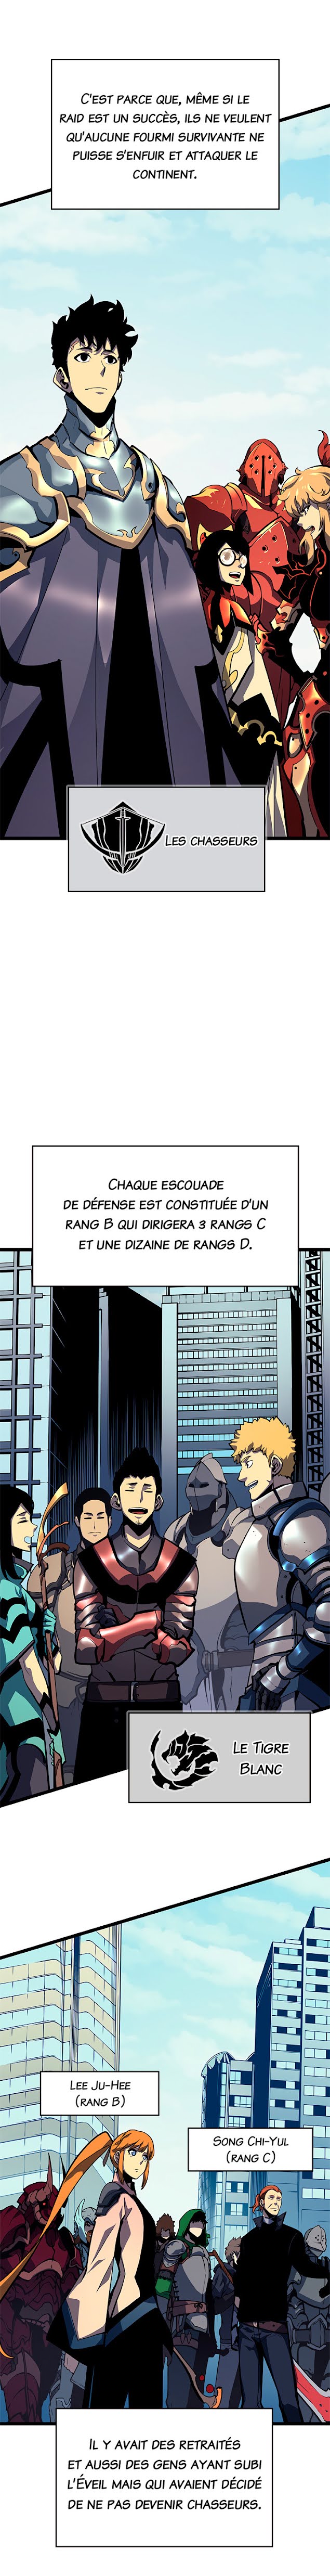 C'EST PARCE QUE, MÊME SI LE
RAID EST UN SUCCÈS, ILS NE VEULENT
QU'AUCUNE FOURMI SURVIVANTE NE
PUISSE S'ENFUIR ET ATTAQUER LE
CONTINENT.
LES CHASSEURS
CHAQUE ESCOUADE
DE DÉFENSE EST CONSTITUÉE D'UN
RANG B QUI DIRIGERA 3 RANGS C
ET UNE DIZAINE DE RANGS D.
LE TIGRE
BLANC
LEE JU-HEE
(RANG B)
SONG CHI-YUL
(RANG C)
IL Y AVAIT DES RETRAITÉS
ET AUSSI DES GENS AYANT SUBI
L'ÉVEIL MAIS QUI AVAIENT DÉCIDÉ
DE NE PAS DEVENIR CHASSEURS.